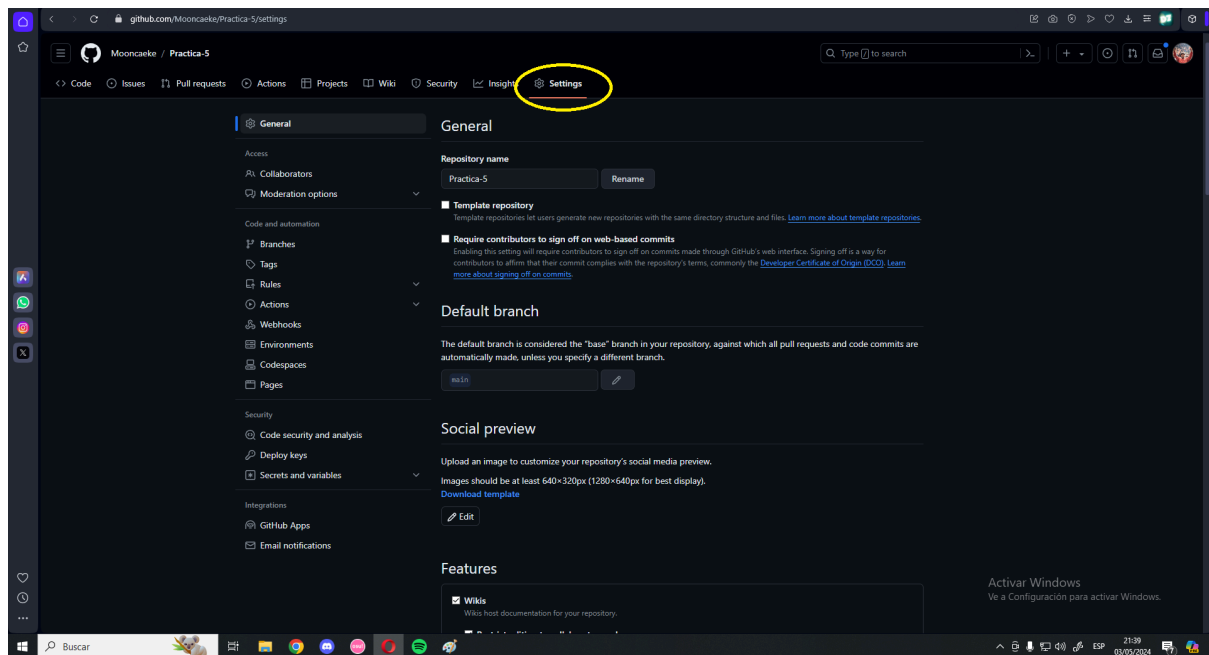 github.com/Mooncaeke/Practica-5/settings
Mooncaeke / Practica-5
Type / to search
<> Code
Issues
Pull requests
Actions
Projects
Wiki
Security
Insight
Settings
General
Access
Collaborators
Moderation options
Code and automation
Branches
Tags
Rules
Actions
Webhooks
Environments
Codespaces
Pages
Security
Code security and analysis
Deploy keys
Secrets and variables
Integrations
GitHub Apps
Email notifications
General
Repository name
Practica-5
Rename
Template repository
Template repositories let users generate new repositories with the same directory structure and files. Learn more about template repositories.
Require contributors to sign off on web-based commits
Enabling this setting will require contributors to sign off on commits made through GitHub's web interface. Signing off is a way for
contributors to affirm that their commit complies with the repository's terms, commonly the Developer Certificate of Origin (DCO). Learn
more about signing off on commits.
Default branch
The default branch is considered the "base" branch in your repository, against which all pull requests and code commits are
automatically made, unless you specify a different branch.
main
Social preview
Upload an image to customize your repository's social media preview.
Images should be at least 640×320px (1280×640px for best display).
Download template
Edit
Features
Wikis
Wikis host documentation for your repository.
Activar Windows
Ve a Configuración para activar Windows.
Buscar
ESP
21:39
03/05/2024